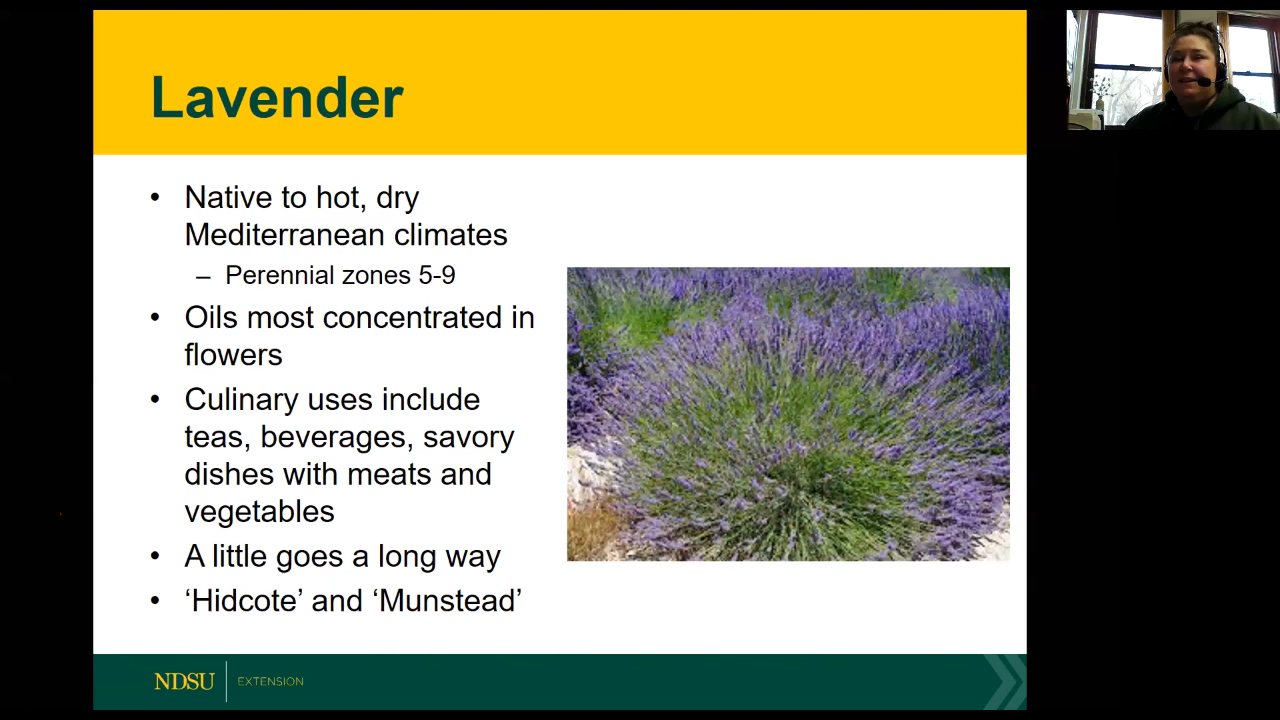 Lavender
• Native to hot, dry
Mediterranean climates
– Perennial zones 5-9
• Oils most concentrated in
flowers
• Culinary uses include
teas, beverages, savory
dishes with meats and
vegetables
• A little goes a long way
• ‘Hidcote’ and ‘Munstead’
NDSU EXTENSION